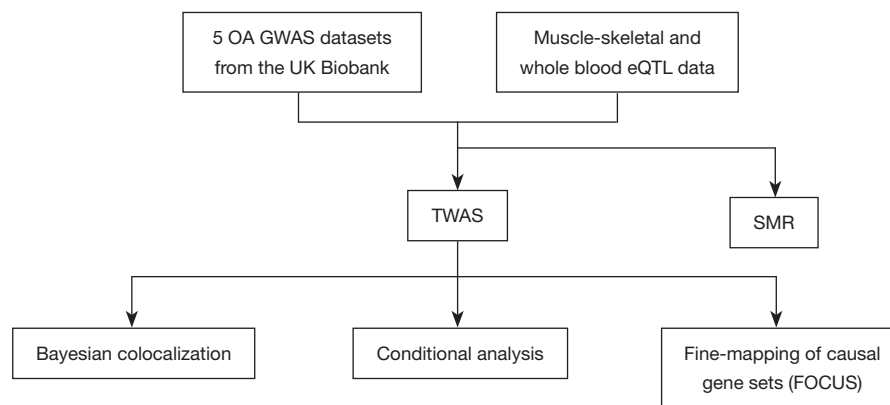 5 OA GWAS datasets
from the UK Biobank
Muscle-skeletal and
whole blood eQTL data
TWAS
SMR
Bayesian colocalization
Conditional analysis
Fine-mapping of causal
gene sets (FOCUS)